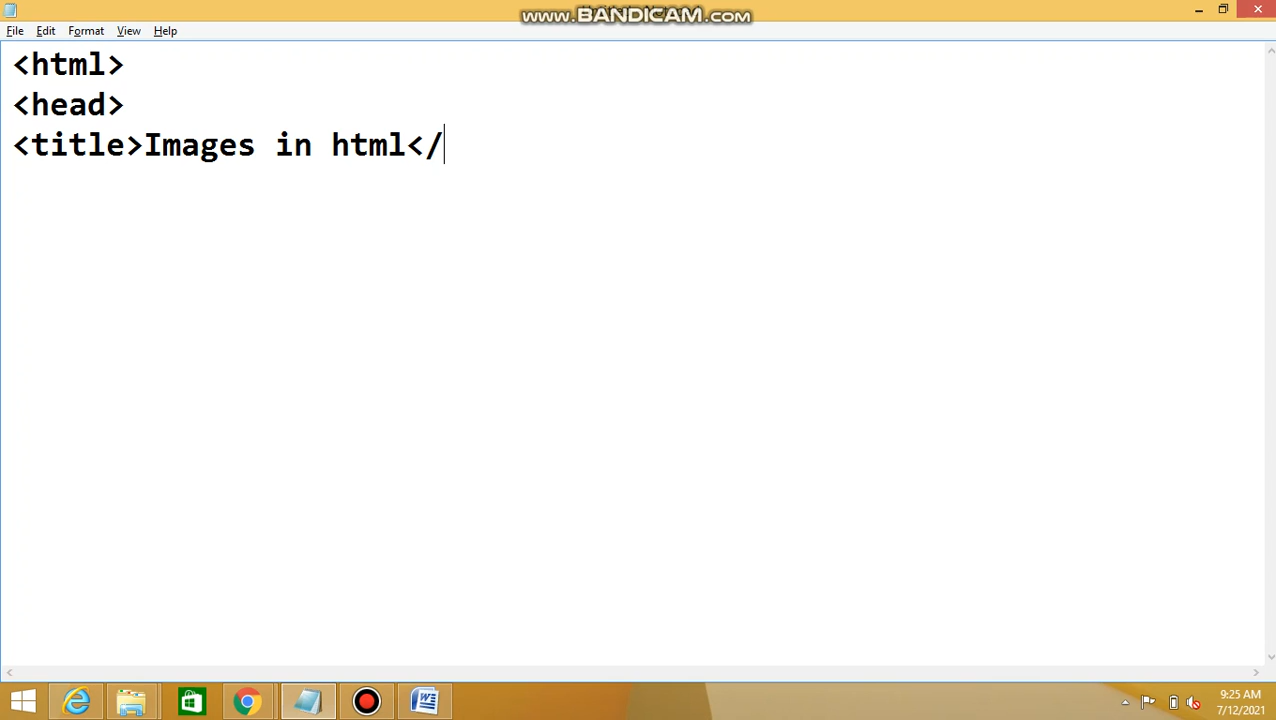 www.BANDICAM.com
File Edit Format View Help
<html>
<head>
<title>Images in html</
9:25 AM
7/12/2021